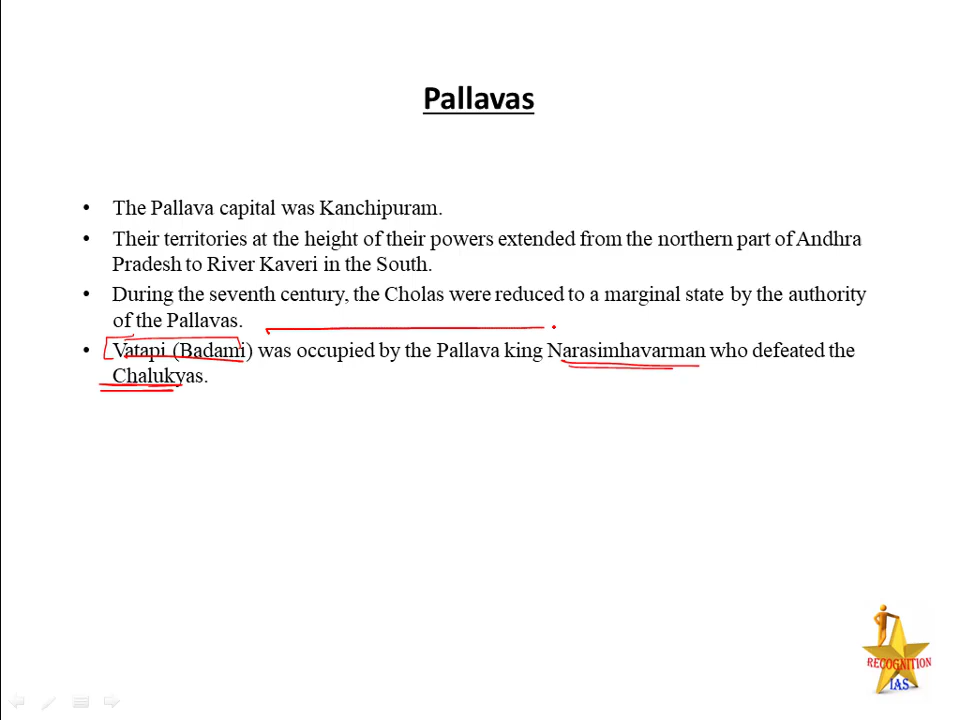 Pallavas
• The Pallava capital was Kanchipuram.
• Their territories at the height of their powers extended from the northern part of Andhra
Pradesh to River Kaveri in the South.
• During the seventh century, the Cholas were reduced to a marginal state by the authority
of the Pallavas.
• Vatapi (Badami) was occupied by the Pallava king Narasimhavarman who defeated the
Chalukyas.
RECOGNITION
IAS